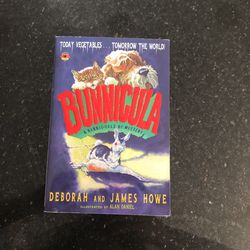 TODAY VEGETABLES . . . TOMORROW THE WORLD!
BUNNICULA
A RABBIT-TALE OF MYSTERY
DEBORAH AND JAMES HOWE
ILLUSTRATED BY ALAN DANIEL